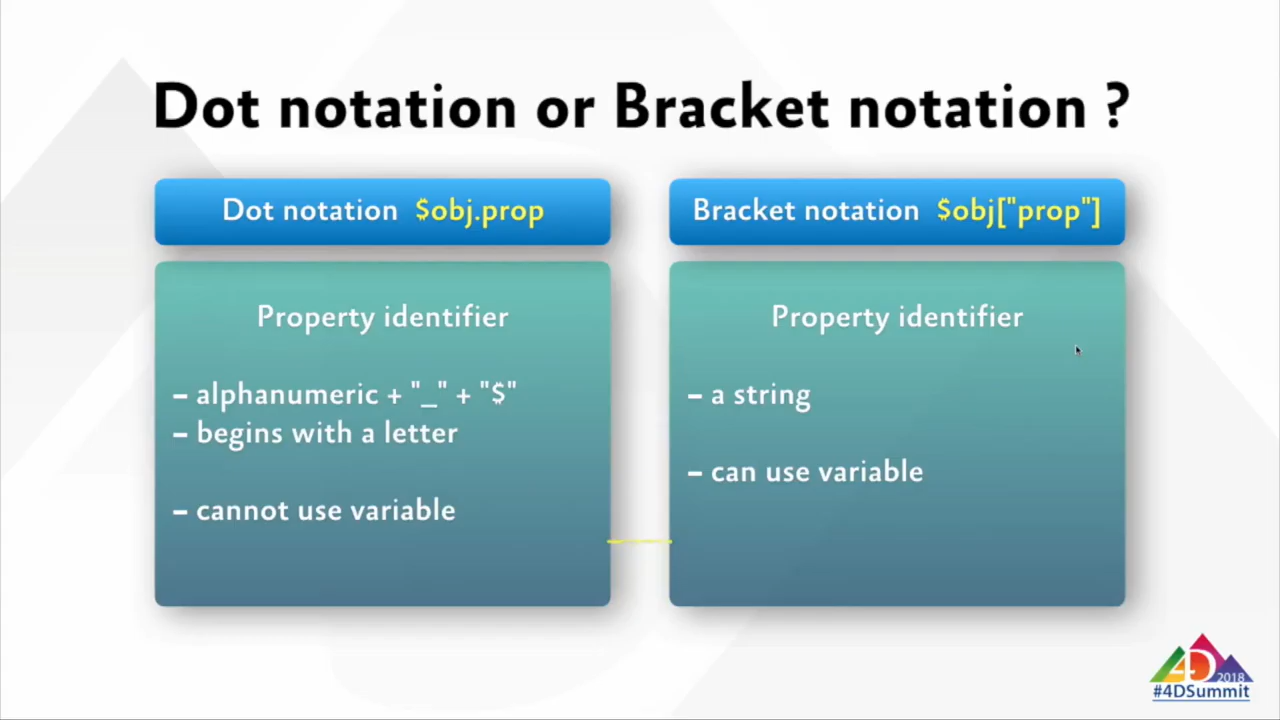 Dot notation or Bracket notation ?
Dot notation $obj.prop
Property identifier
– alphanumeric + "_" + "$"
– begins with a letter
– cannot use variable
Bracket notation $obj["prop"]
Property identifier
– a string
– can use variable
4D
2018
#4DSummit